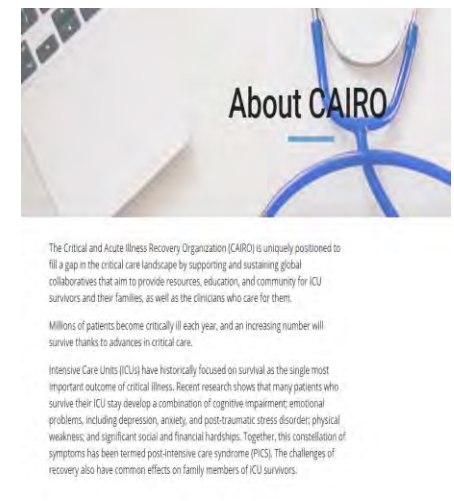 About CAIRO
The Critical and Acute Illness Recovery Organization (CAIRO) is uniquely positioned to
fill a gap in the critical care landscape by supporting and sustaining global
collaboratives that aim to provide resources, education, and community for ICU
survivors and their families, as well as the clinicians who care for them.
Millions of patients become critically ill each year, and an increasing number will
survive thanks to advances in critical care.
Intensive Care Units (ICUs) have historically focused on survival as the single most
important outcome of critical illness. Recent research shows that many patients who
survive their ICU stay develop a combination of cognitive impairment; emotional
problems, including depression, anxiety, and post-traumatic stress disorder; physical
weakness; and significant social and financial hardships. Together, this constellation of
symptoms has been termed post-intensive care syndrome (PICS). The challenges of
recovery also have common effects on family members of ICU survivors.